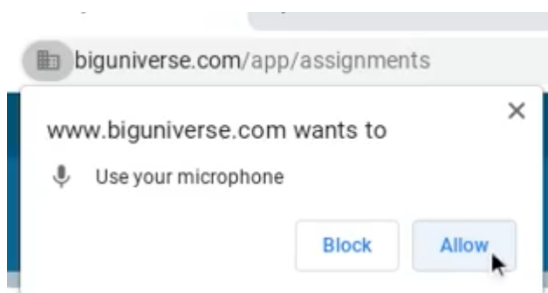 biguniverse.com/app/assignments
www.biguniverse.com wants to
Use your microphone
Block
Allow